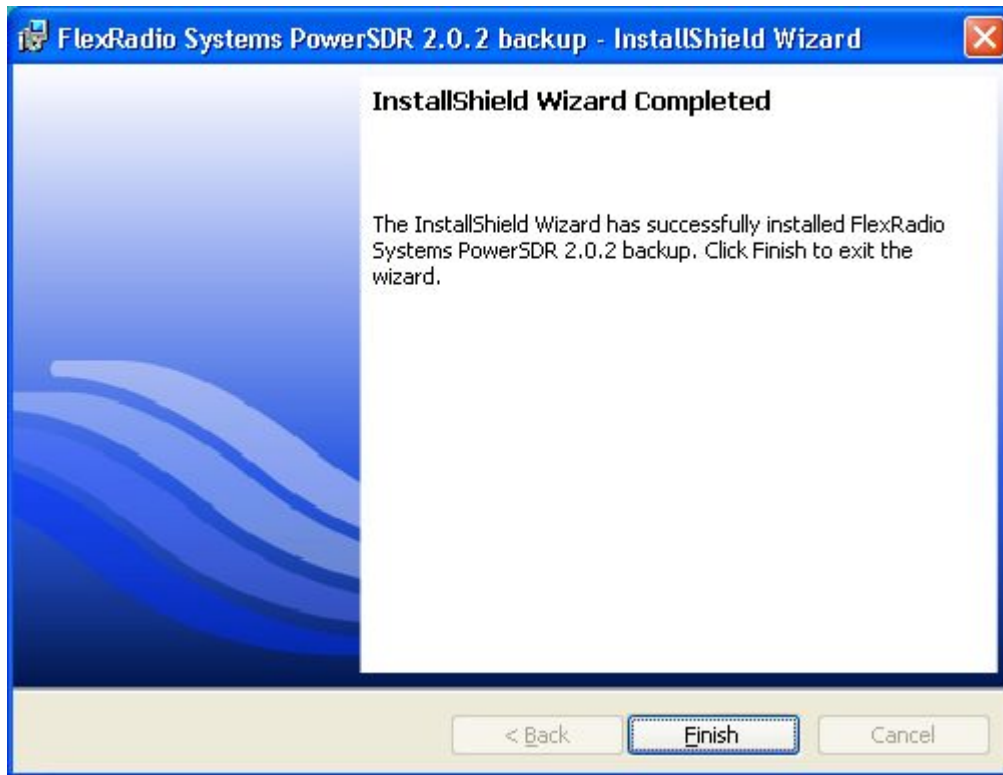 FlexRadio Systems PowerSDR 2.0.2 backup - InstallShield Wizard
InstallShield Wizard Completed
The InstallShield Wizard has successfully installed FlexRadio
Systems PowerSDR 2.0.2 backup. Click Finish to exit the
wizard.
< Back
Finish
Cancel